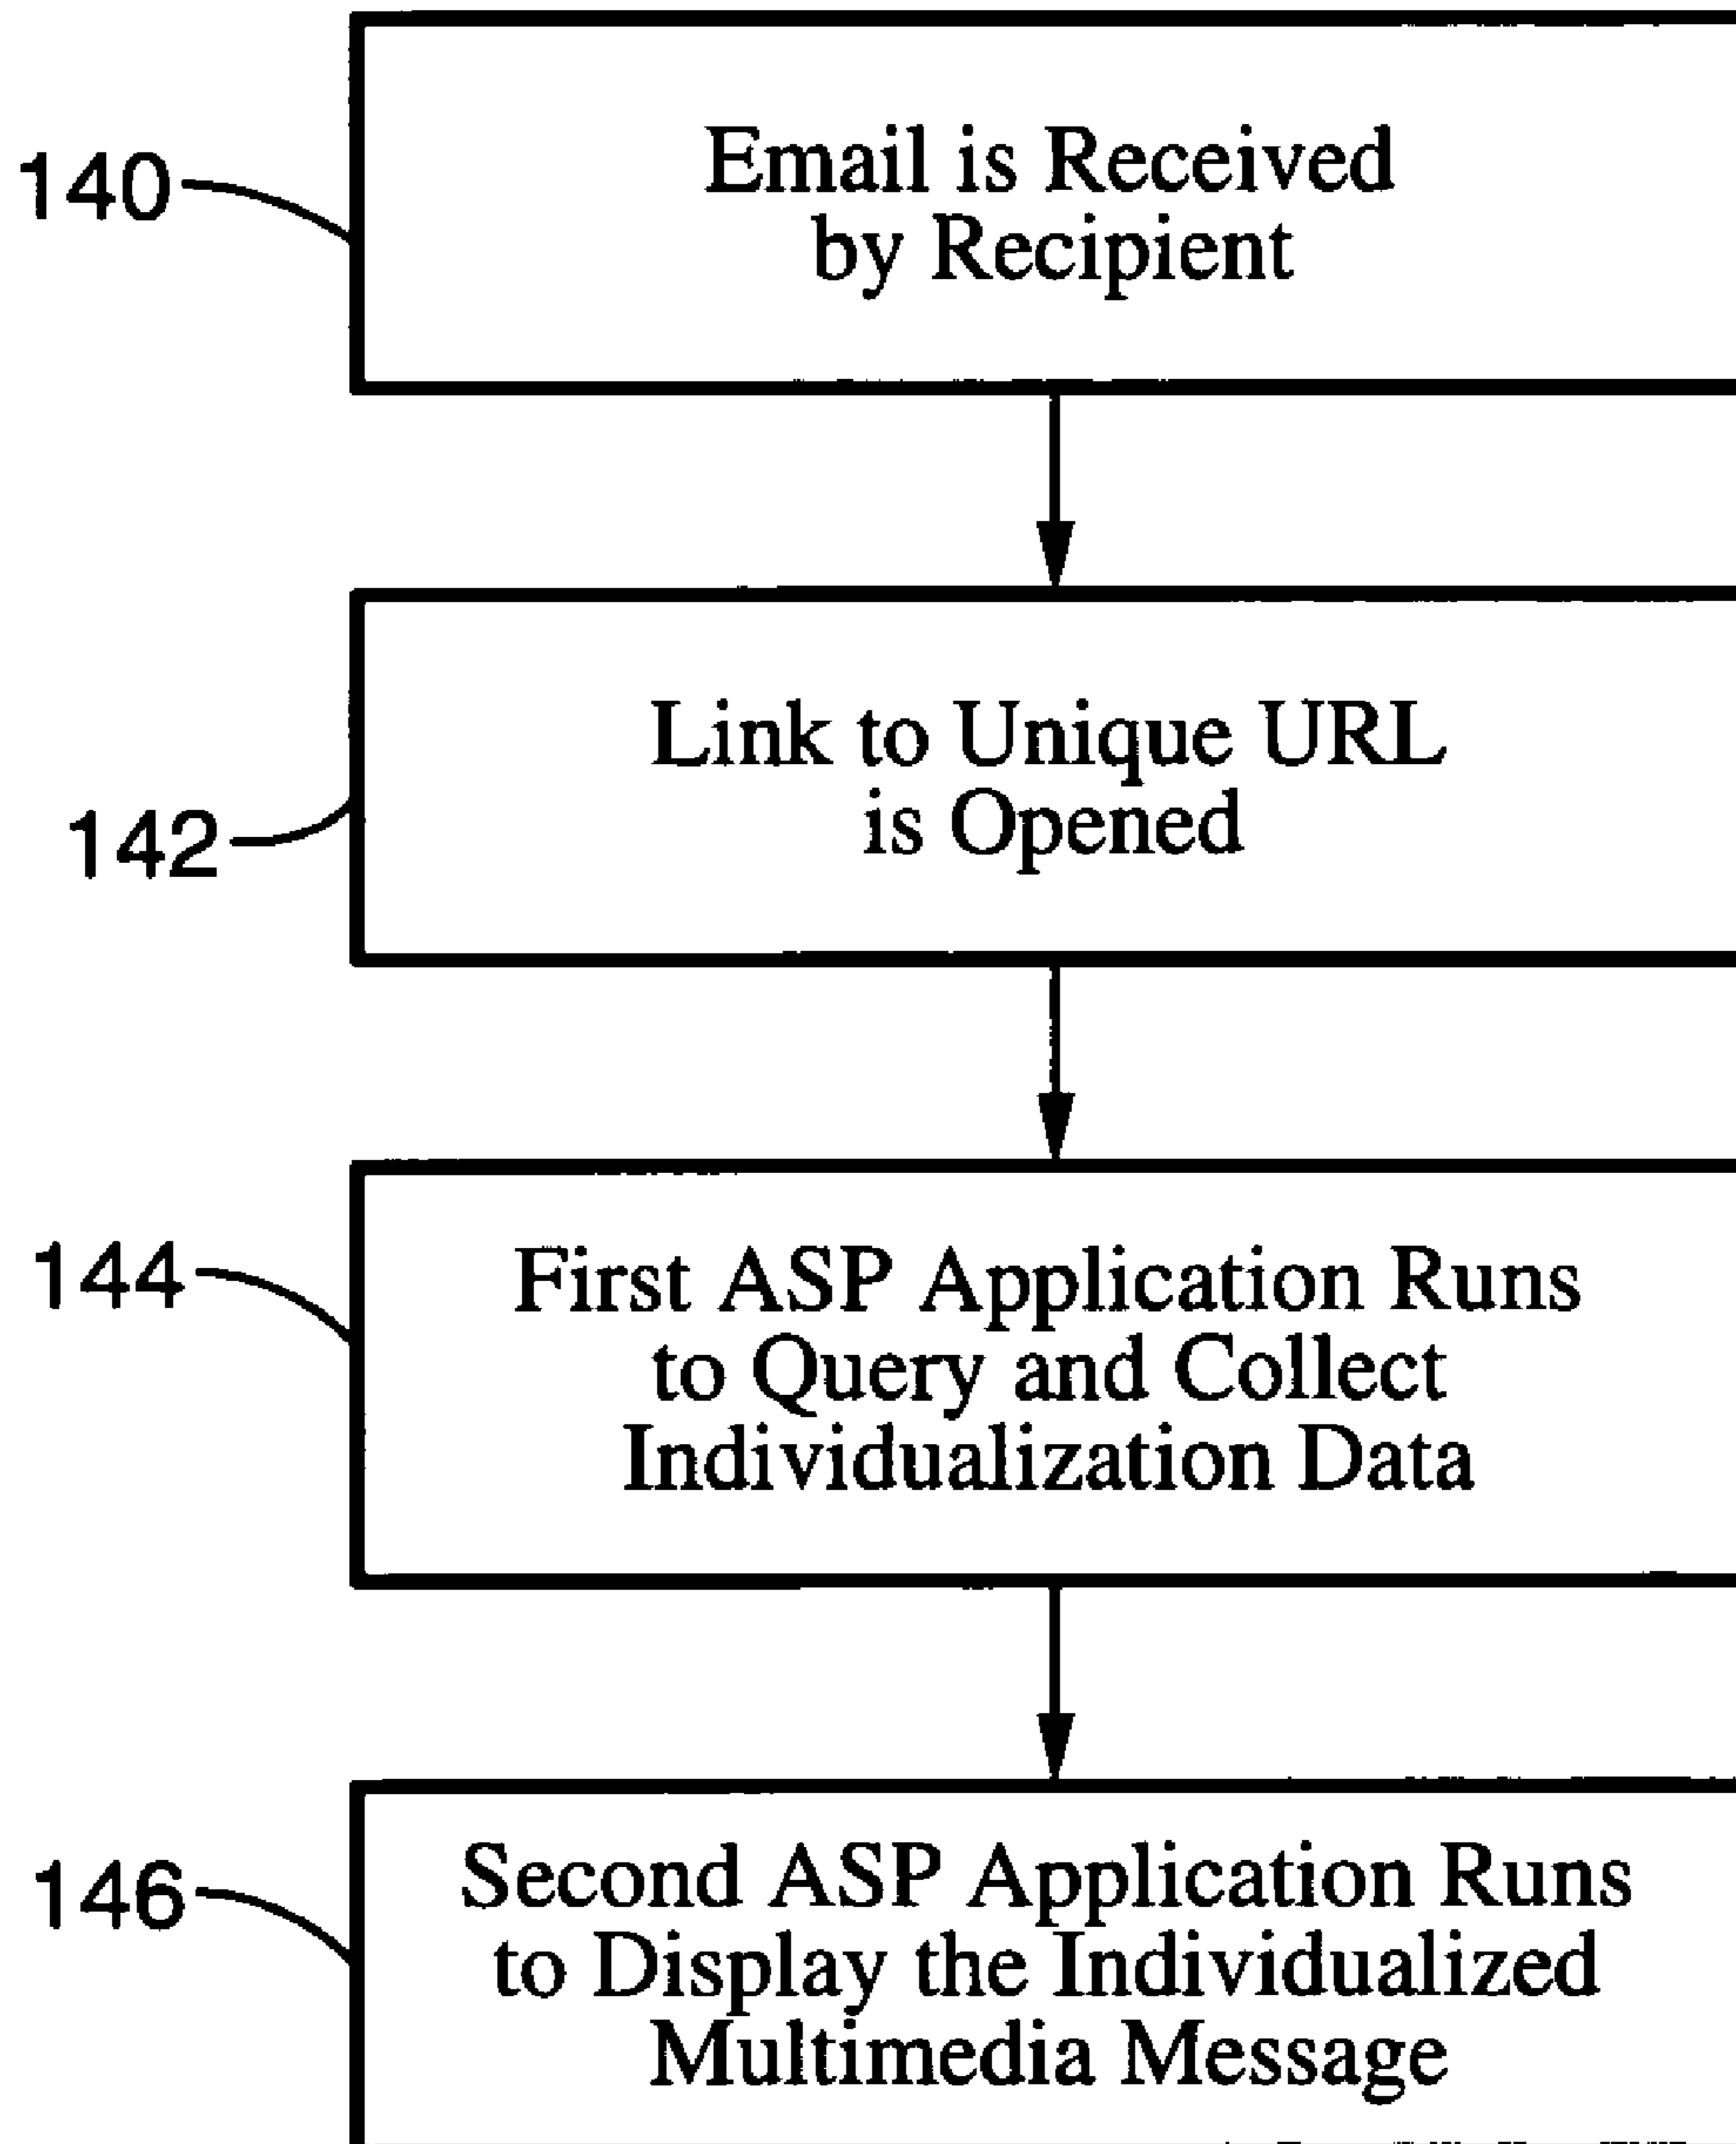 140
Email is Received
by Recipient
142
Link to Unique URL
is Opened
144
First ASP Application Runs
to Query and Collect
Individualization Data
146
Second ASP Application Runs
to Display the Individualized
Multimedia Message